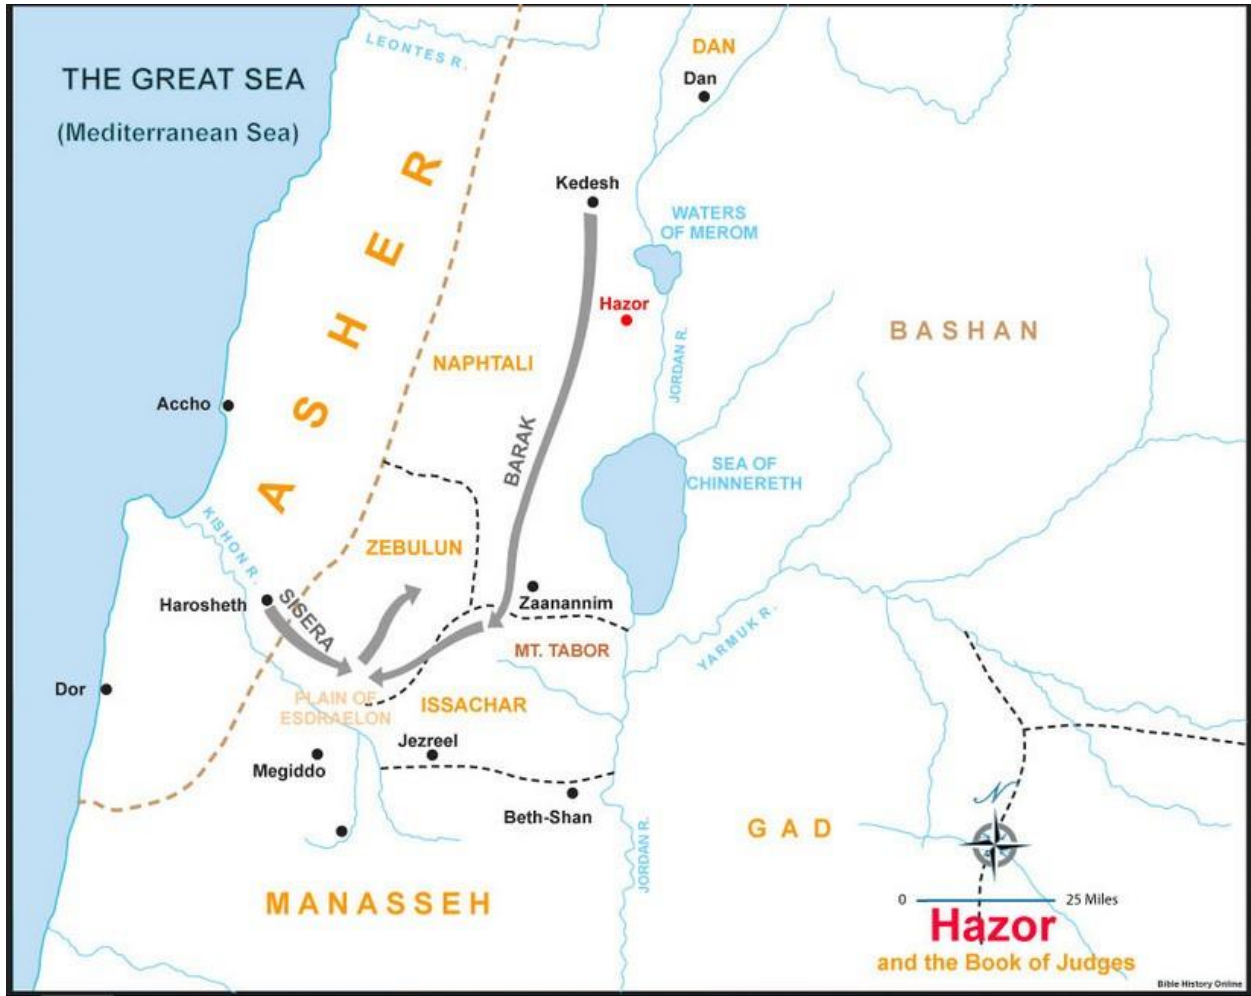 LEONTES R.
DAN
THE GREAT SEA
Dan
(Mediterranean Sea)
ASHER
Kedesh
WATERS
OF MEROM
Hazor
BASHAN
NAPHTALI
JORDAN R.
Accho
BARAK
SEA OF
CHINNERETH
KISHON R.
ZEBULUN
Harosheth
SISERA
Zaanannim
YARMUK R.
MT. TABOR
Dor
PLAIN OF
ESDRAELON
ISSACHAR
Jezreel
Megiddo
Beth-Shan
JORDAN R.
GAD
N
MANASSEH
0 25 Miles
Hazor
and the Book of Judges
Bible History Online